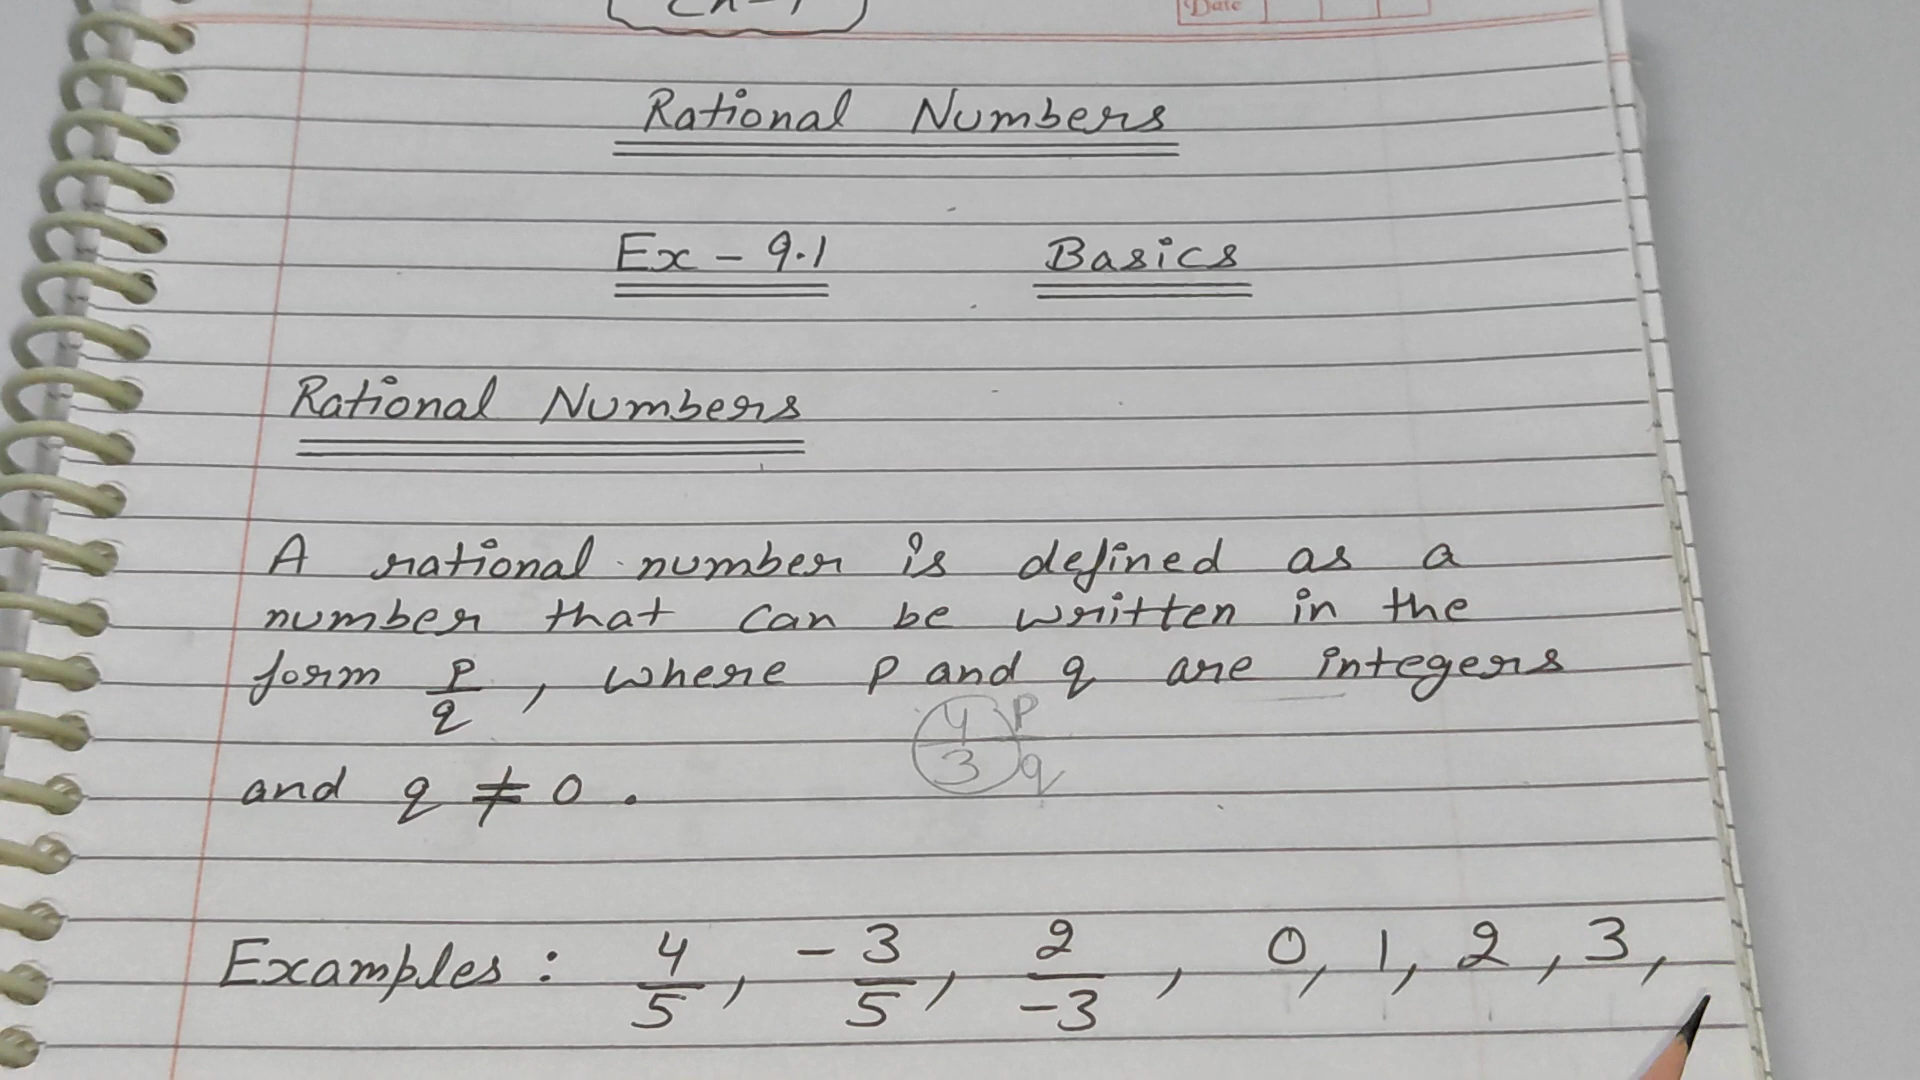 Date
Rational Numbers
Ex - 9.1 Basics
Rational Numbers
A rational number is defined as a
number that can be written in the
form p/q, where p and q are integers
4/3 p/q
and q ≠ 0.
Examples: 4/5, -3/5, 2/-3, 0, 1, 2, 3,